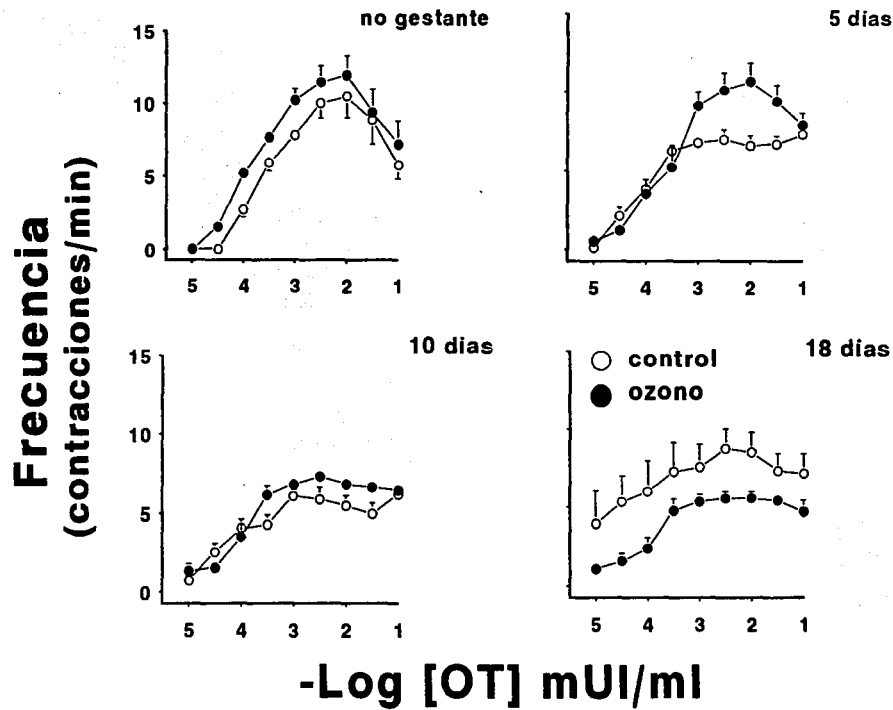 no gestante
5 días
15
10
5
0
5 4 3 2 1
5 4 3 2 1
10 días
18 días
15
10
5
0
control
ozono
5 4 3 2 1
5 4 3 2 1
Frecuencia
(contracciones/min)
-Log [OT] mUI/ml